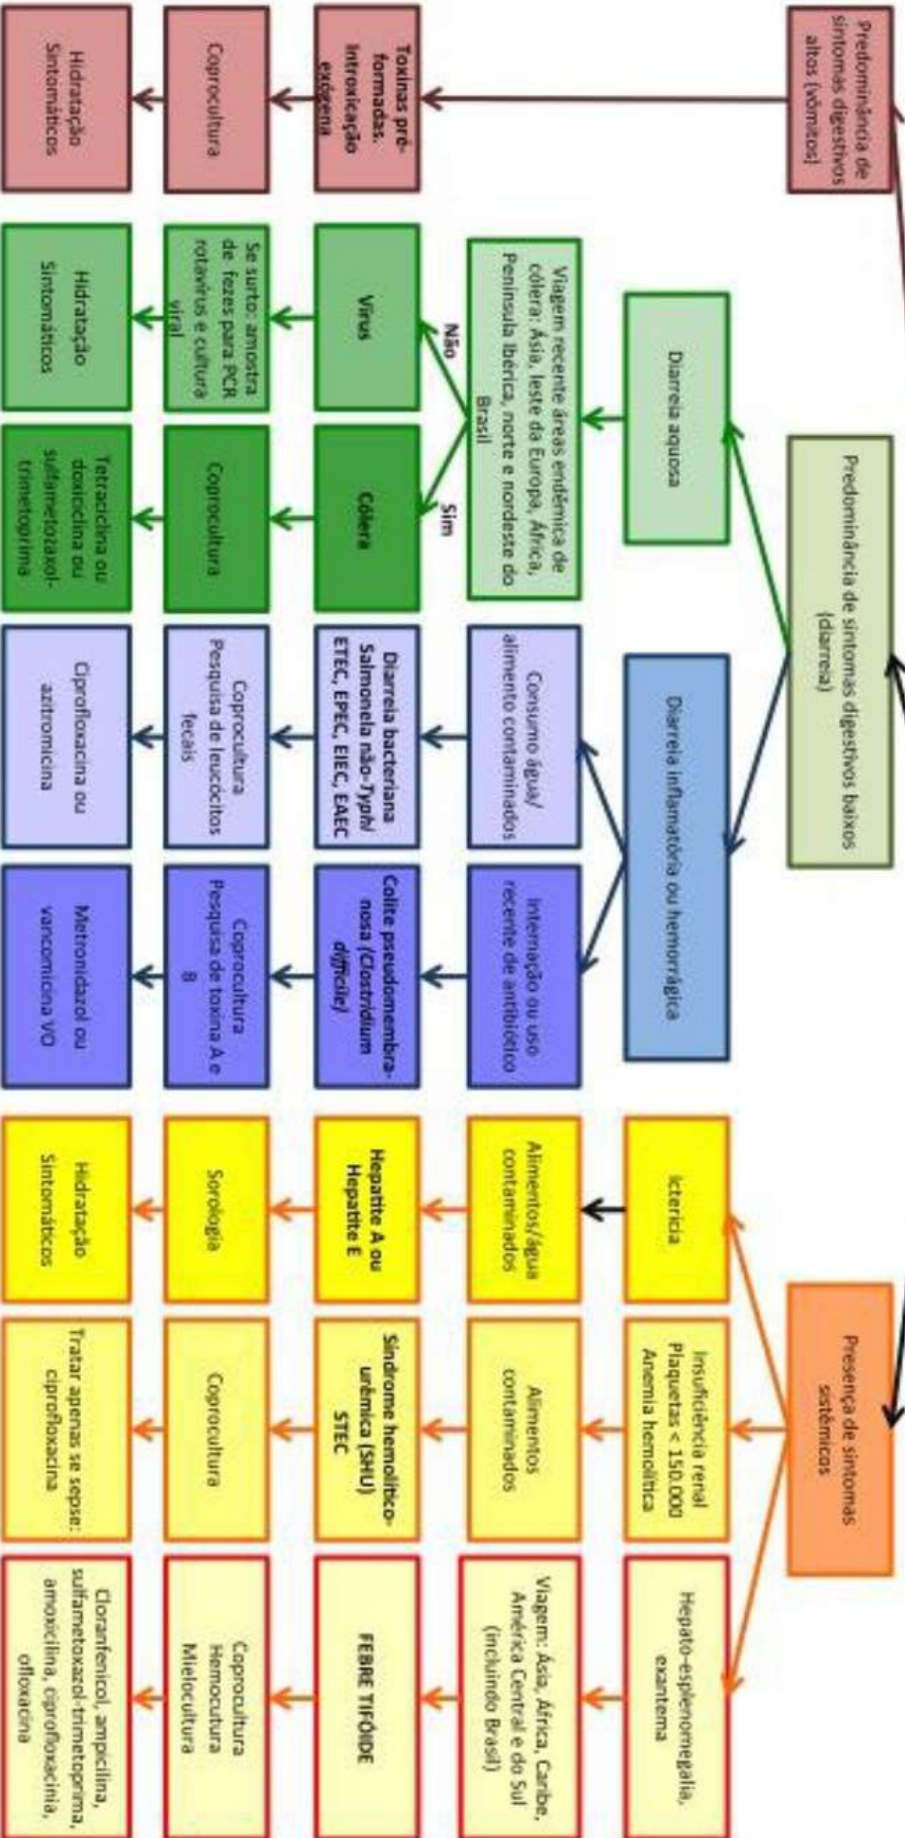 Predominância de
sintomas digestivos
altos (vômitos)
Predominância de sintomas digestivos baixos
(diarreia)
Presença de sintomas
sistêmicos
Diarreia aquosa
Diarreia inflamatória ou hemorrágica
Icterícia
Insuficiência renal
Plaquetas < 150.000
Anemia hemolítica
Hepato-esplenomegalia,
exantema
Viagem recente áreas endêmica de
cólera: Ásia, leste da Europa, África,
Península Ibérica, norte e nordeste do
Brasil
Consumo água/
alimento contaminados
Internação ou uso
recente de antibiótico
Alimentos/água
contaminados
Alimentos
contaminados
Viagem: Ásia, África, Caribe,
América Central e do Sul
(incluindo Brasil)
Não
Sim
Toxinas pré-
formadas.
Introxicação
exógena
Vírus
Cólera
Diarreia bacteriana
Salmonela não-Typhi
ETEC, EPEC, EIEC, EAEC
Colite pseudomembra-
nosa (Clostridium
difficile)
Hepatite A ou
Hepatite E
Síndrome hemolítico-
urêmica (SHU)
STEC
FEBRE TIFÓIDE
Coprocultura
Se surto: amostra
de fezes para PCR
rotavírus e cultura
viral
Coprocultura
Coprocultura
Pesquisa de leucócitos
fecais
Coprocultura
Pesquisa de toxina A e
B
Sorologia
Coprocultura
Coprocultura
Hemocutura
Mielocultura
Hidratação
Sintomáticos
Hidratação
Sintomáticos
Tetraciclina ou
doxiciclina ou
sulfametozaxol-
trimetoprima
Ciprofloxacina ou
azitromicina
Metronidazol ou
vancomicina VO
Hidratação
Sintomáticos
Tratar apenas se sepse:
ciprofloxacina
Cloranfenicol, ampicilina,
sulfametoxazol-trimetoprima,
amoxicilina, ciprofloxacinia,
ofloxacina